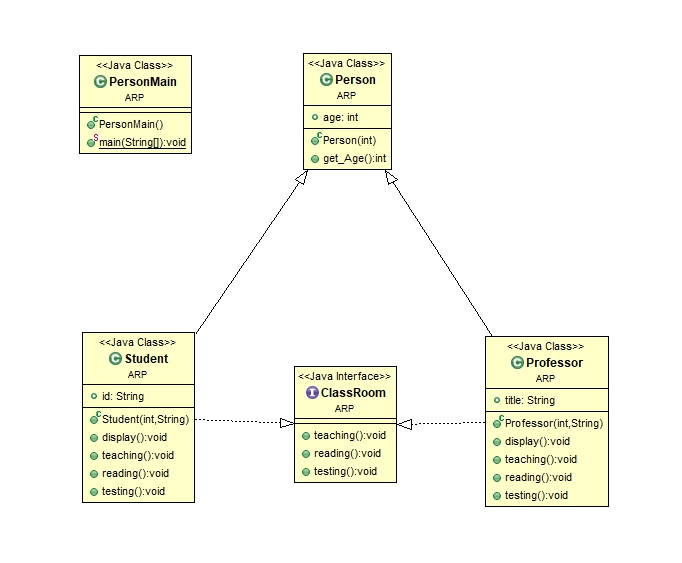 <<Java Class>>
PersonMain
ARP
PersonMain()
main(String[]):void
<<Java Class>>
Person
ARP
age: int
Person(int)
get_Age():int
<<Java Class>>
Student
ARP
id: String
Student(int,String)
display():void
teaching():void
reading():void
testing():void
<<Java Interface>>
ClassRoom
ARP
teaching():void
reading():void
testing():void
<<Java Class>>
Professor
ARP
title: String
Professor(int,String)
display():void
teaching():void
reading():void
testing():void